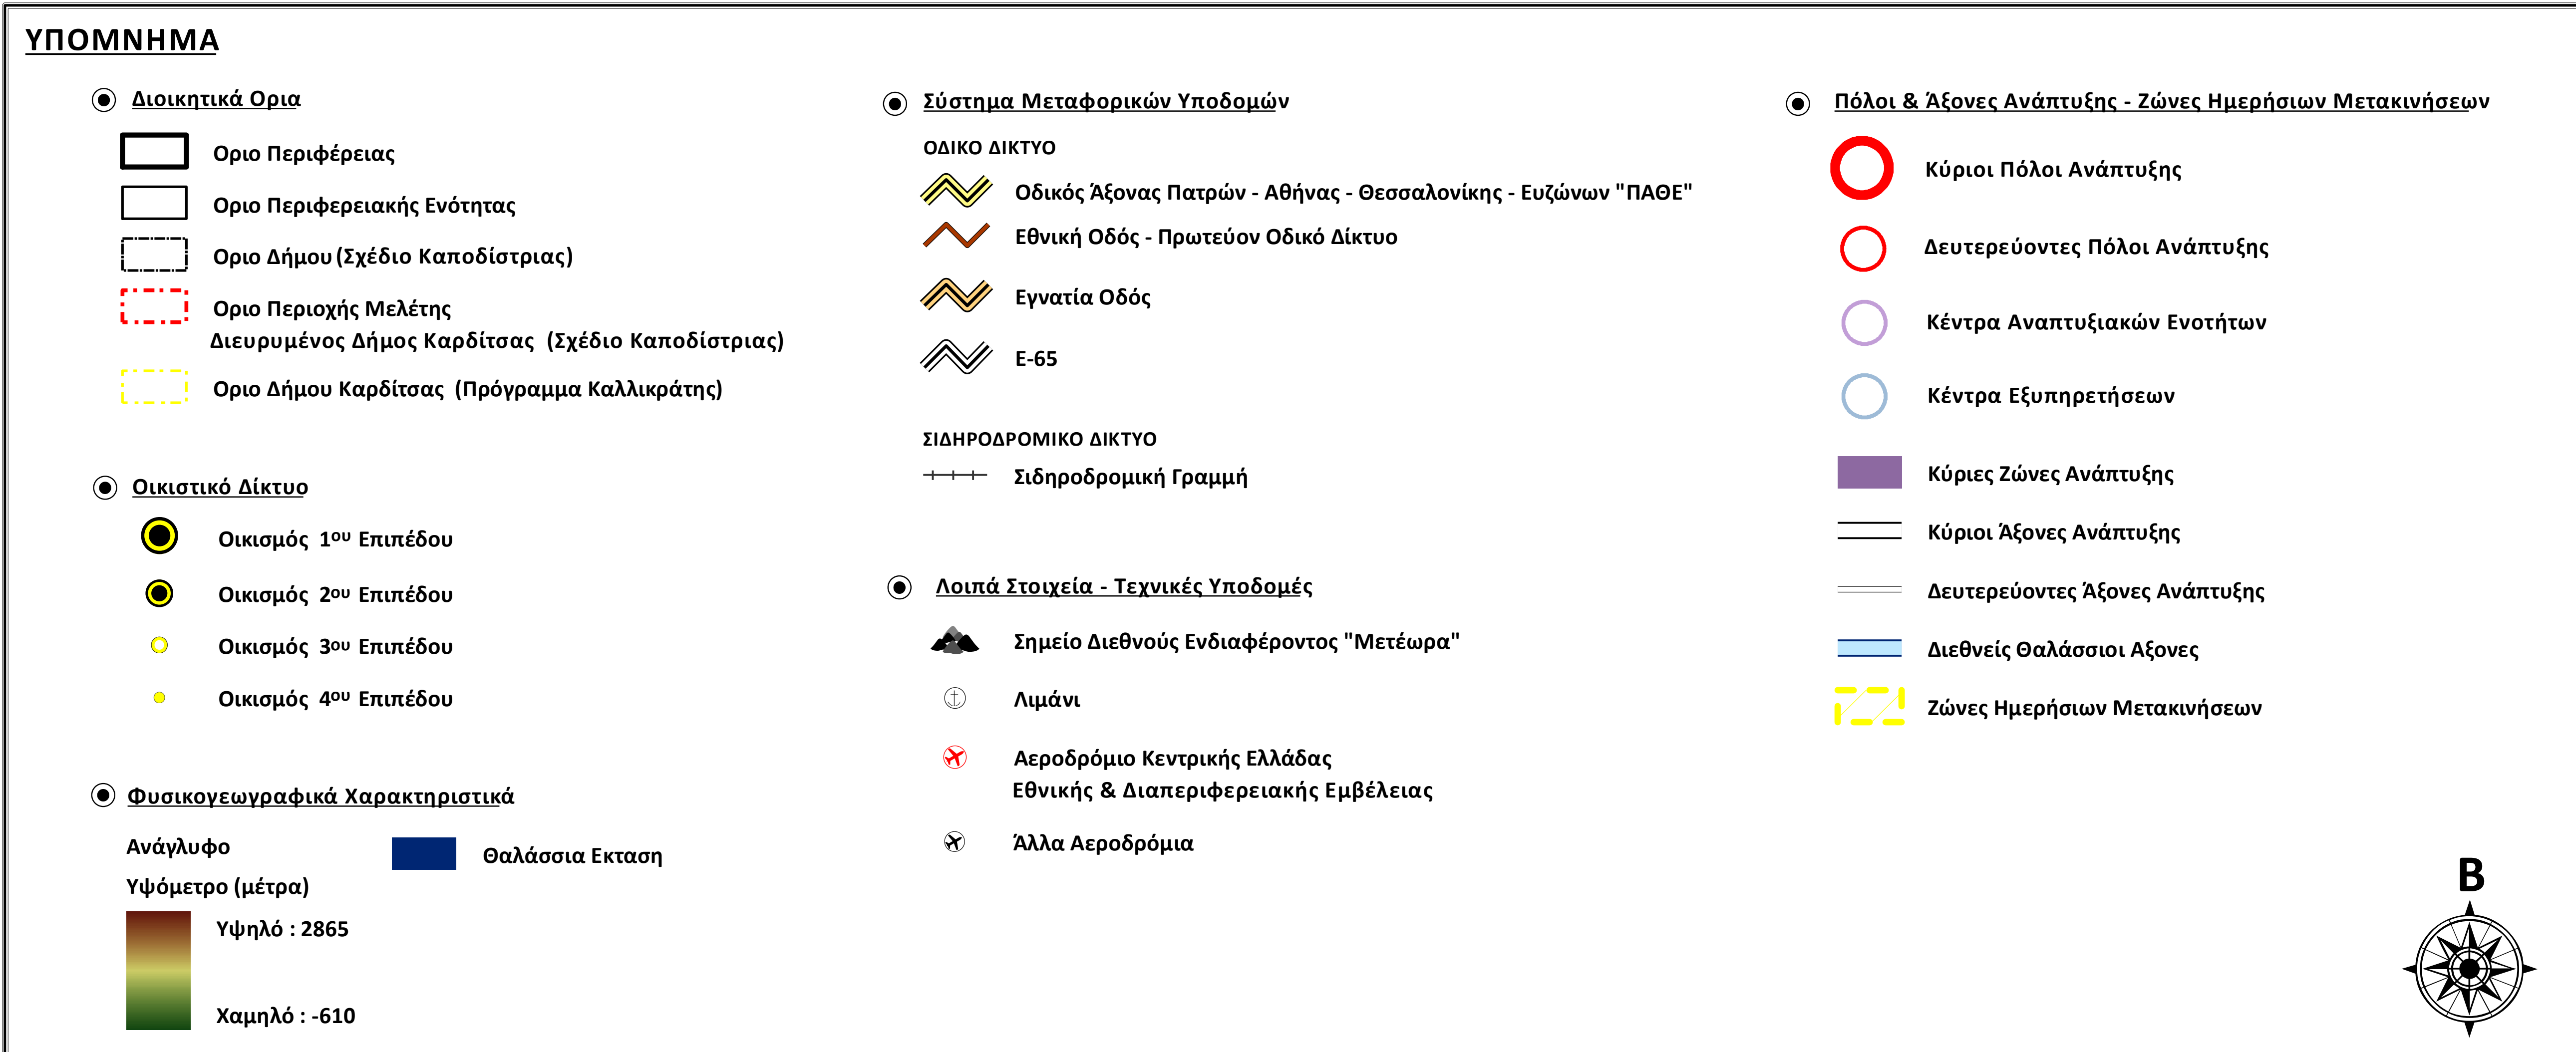 ΥΠΟΜΝΗΜΑ
Διοικητικά Ορια
Οριο Περιφέρειας
Οριο Περιφερειακής Ενότητας
Οριο Δήμου (Σχέδιο Καποδίστριας)
Οριο Περιοχής Μελέτης
Διευρυμένος Δήμος Καρδίτσας (Σχέδιο Καποδίστριας)
Οριο Δήμου Καρδίτσας (Πρόγραμμα Καλλικράτης)
Οικιστικό Δίκτυο
Οικισμός 1ου Επιπέδου
Οικισμός 2ου Επιπέδου
Οικισμός 3ου Επιπέδου
Οικισμός 4ου Επιπέδου
Φυσικογεωγραφικά Χαρακτηριστικά
Ανάγλυφο
Υψόμετρο (μέτρα)
Υψηλό : 2865
Χαμηλό : -610
Θαλάσσια Εκταση
Σύστημα Μεταφορικών Υποδομών
ΟΔΙΚΟ ΔΙΚΤΥΟ
Οδικός Άξονας Πατρών - Αθήνας - Θεσσαλονίκης - Ευζώνων "ΠΑΘΕ"
Εθνική Οδός - Πρωτεύον Οδικό Δίκτυο
Εγνατία Οδός
Ε-65
ΣΙΔΗΡΟΔΡΟΜΙΚΟ ΔΙΚΤΥΟ
Σιδηροδρομική Γραμμή
Λοιπά Στοιχεία - Τεχνικές Υποδομές
Σημείο Διεθνούς Ενδιαφέροντος "Μετέωρα"
Λιμάνι
Αεροδρόμιο Κεντρικής Ελλάδας
Εθνικής & Διαπεριφερειακής Εμβέλειας
Άλλα Αεροδρόμια
Πόλοι & Άξονες Ανάπτυξης - Ζώνες Ημερήσιων Μετακινήσεων
Κύριοι Πόλοι Ανάπτυξης
Δευτερεύοντες Πόλοι Ανάπτυξης
Κέντρα Αναπτυξιακών Ενοτήτων
Κέντρα Εξυπηρετήσεων
Κύριες Ζώνες Ανάπτυξης
Κύριοι Άξονες Ανάπτυξης
Δευτερεύοντες Άξονες Ανάπτυξης
Διεθνείς Θαλάσσιοι Αξονες
Ζώνες Ημερήσιων Μετακινήσεων
Β